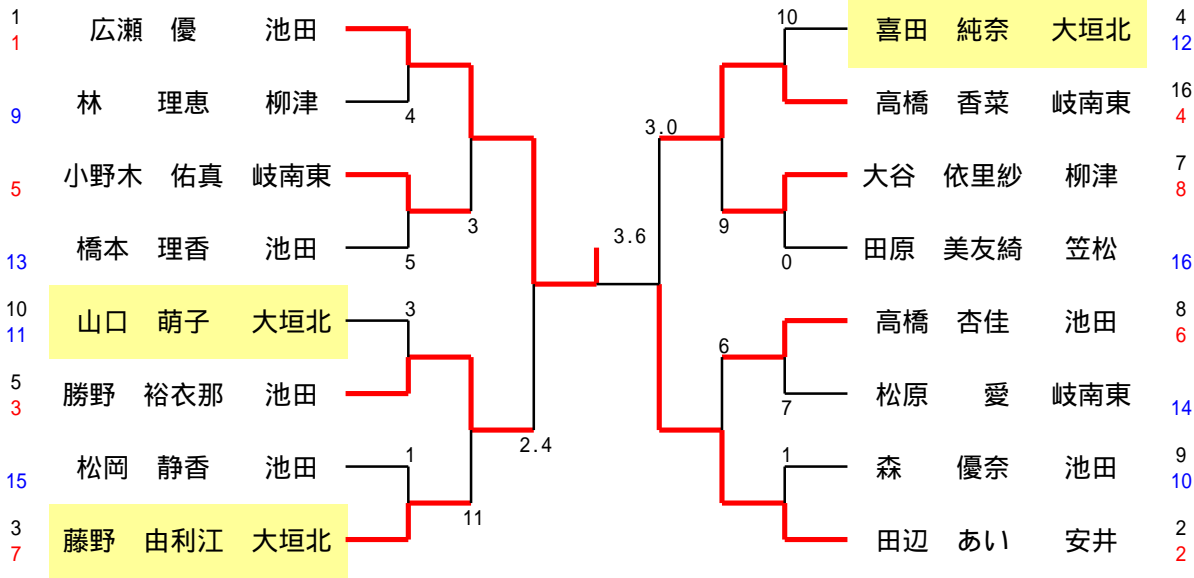 1
1
広瀬 優 池田
9
林 理恵 柳津
4
5
小野木 佑真 岐南東
3
13
橋本 理香 池田
5
10
11
山口 萌子 大垣北
3
5
3
勝野 裕衣那 池田
2.4
15
松岡 静香 池田
1
3
7
藤野 由利江 大垣北
11
3.6
10
喜田 純奈 大垣北
4
12
高橋 香菜 岐南東
16
4
3.0
大谷 依里紗 柳津
7
8
9
田原 美友綺 笠松
16
0
高橋 杏佳 池田
8
6
6
松原 愛 岐南東
14
7
1
森 優奈 池田
9
10
田辺 あい 安井
2
2